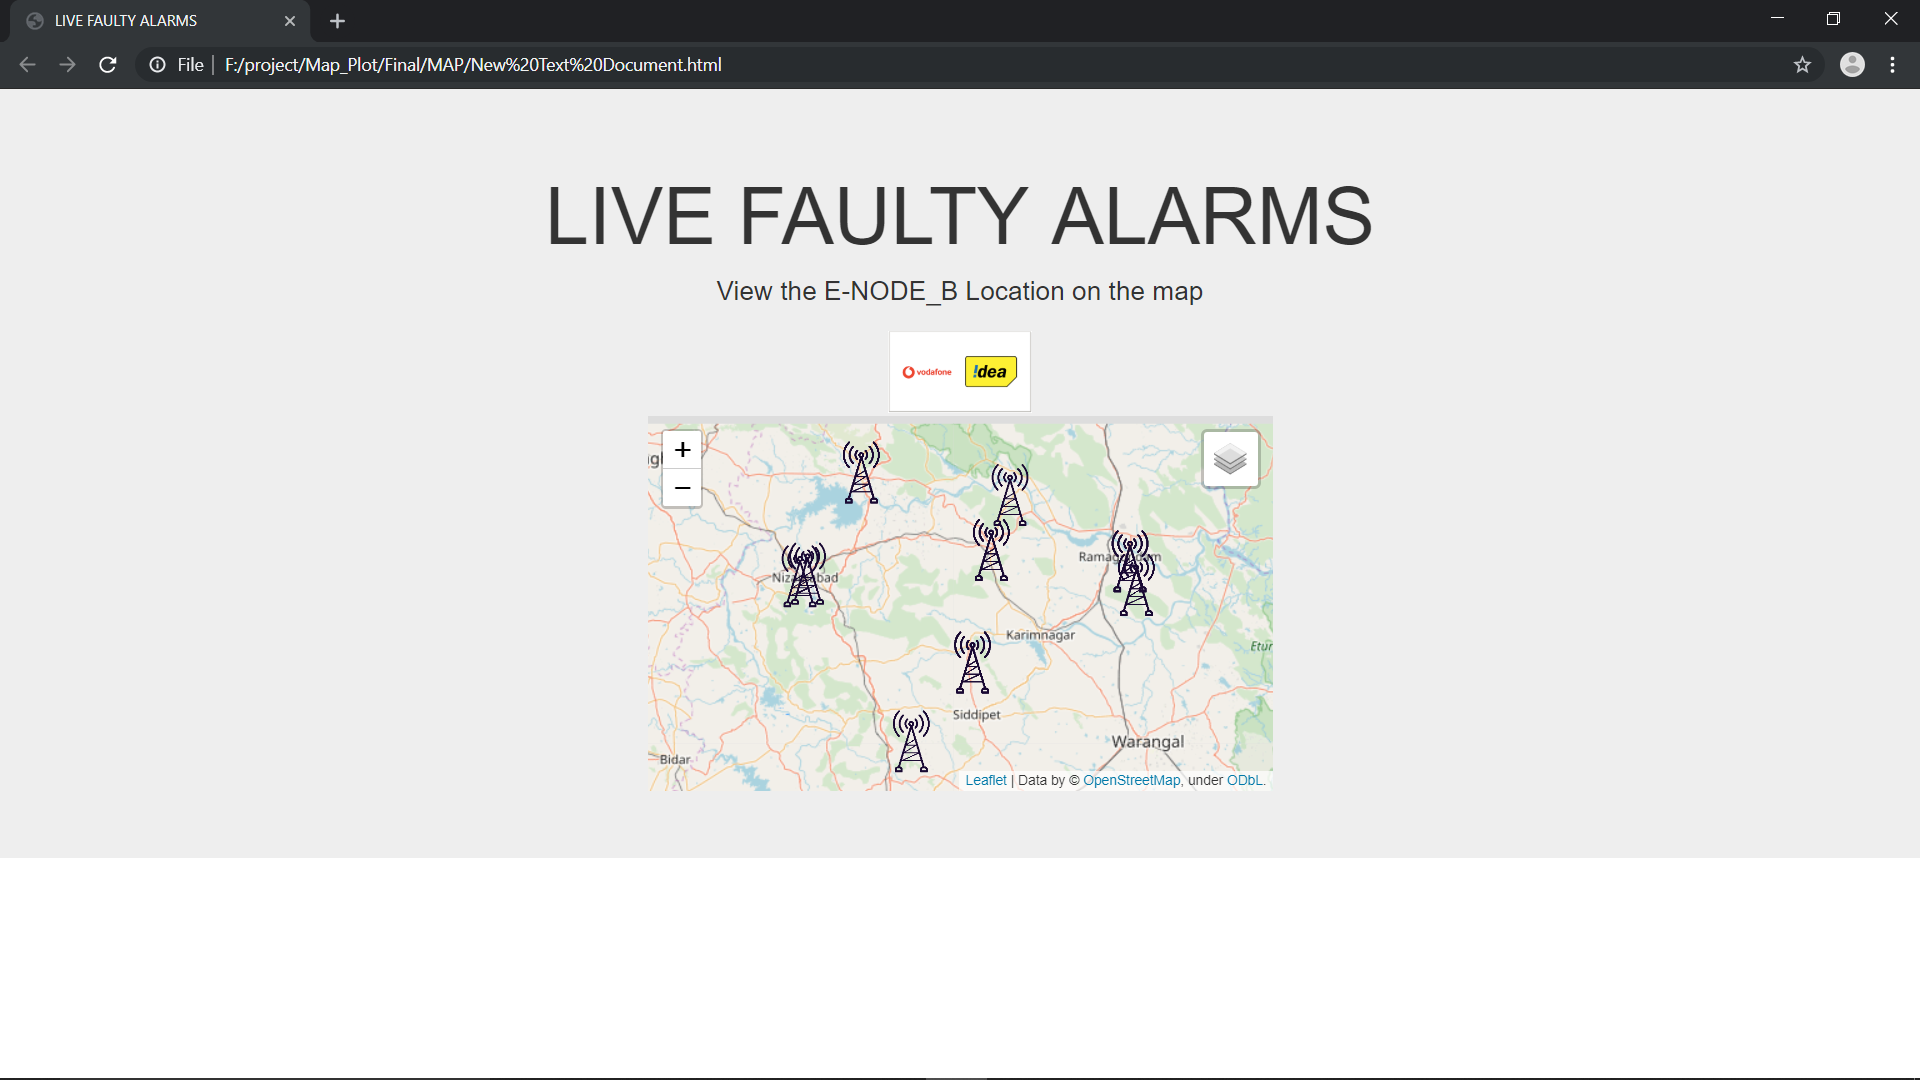 LIVE FAULTY ALARMS
File F:/project/Map_Plot/Final/MAP/New%20Text%20Document.html
LIVE FAULTY ALARMS
View the E-NODE_B Location on the map
vodafone !dea
+
−
Karimnagar
Siddipet
Warangal
Bidar
Leaflet | Data by © OpenStreetMap, under ODbL.